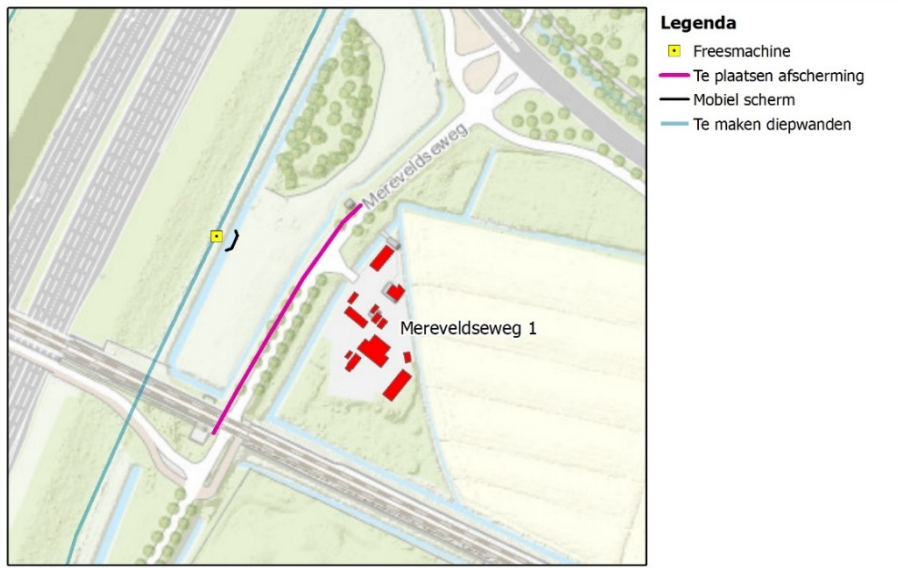 Legenda
Freesmachine
Te plaatsen afscherming
Mobiel scherm
Te maken diepwanden
Mereveldseweg
Mereveldseweg 1